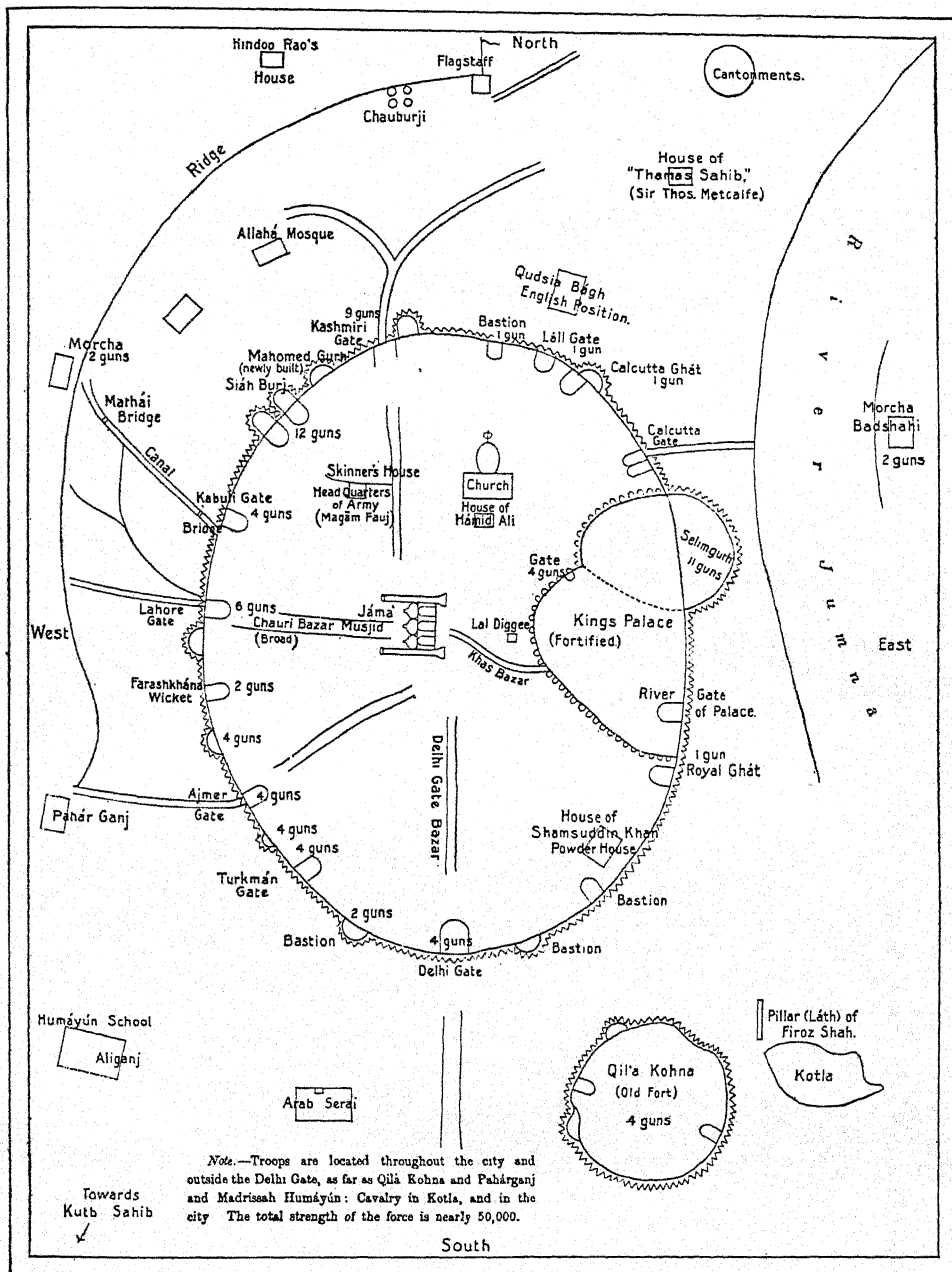 North
Hindoo Rao's
House
Flagstaff
Cantonments.
Chauburji
Ridge
House of
"Thamas Sahib,"
(Sir Thos. Metcalfe)
Allahá Mosque
Qudsia Bágh
English Position.
River Jumna
9 guns
Kashmiri
Gate
Bastion
1 gun
Láll Gate
1 gun
Calcutta Ghát
1 gun
Morcha
2 guns
Mahomed Gurh
(newly built)
Siáh Burj
12 guns
Mathái
Bridge
Canal
Calcutta
Gate
Morcha
Badshahi
2 guns
Skinner's House
Head Quarters
of Army
(Magám Fauj)
Church
House of
Hámid Ali
Kabuli Gate
4 guns
Bridge
Selimgurh
11 guns
Gate
4 guns
Lahore
Gate
6 guns
Chauri Bazar
(Broad)
Jáma
Musjid
Lal Diggee
Kings Palace
(Fortified)
West
East
Khas Bazar
Farashkhána
Wicket
2 guns
River Gate
of Palace.
4 guns
Delhi Gate Bazar
1 gun
Royal Ghát
Ajmer
Gate
4 guns
Pahár Ganj
4 guns
4 guns
Turkmán
Gate
House of
Shamsuddin Khan
Powder House
Bastion
2 guns
Bastion
4 guns
Delhi Gate
Bastion
Humáyún School
Aliganj
Pillar (Láth) of
Firoz Shah.
Kotla
Qil'a Kohna
(Old Fort)
4 guns
Arab Serai
Note.—Troops are located throughout the city and
outside the Delhi Gate, as far as Qilà Kohna and Pahárganj
and Madrissah Humáyún: Cavalry in Kotla, and in the
city The total strength of the force is nearly 50,000.
Towards
Kutb Sahib
South